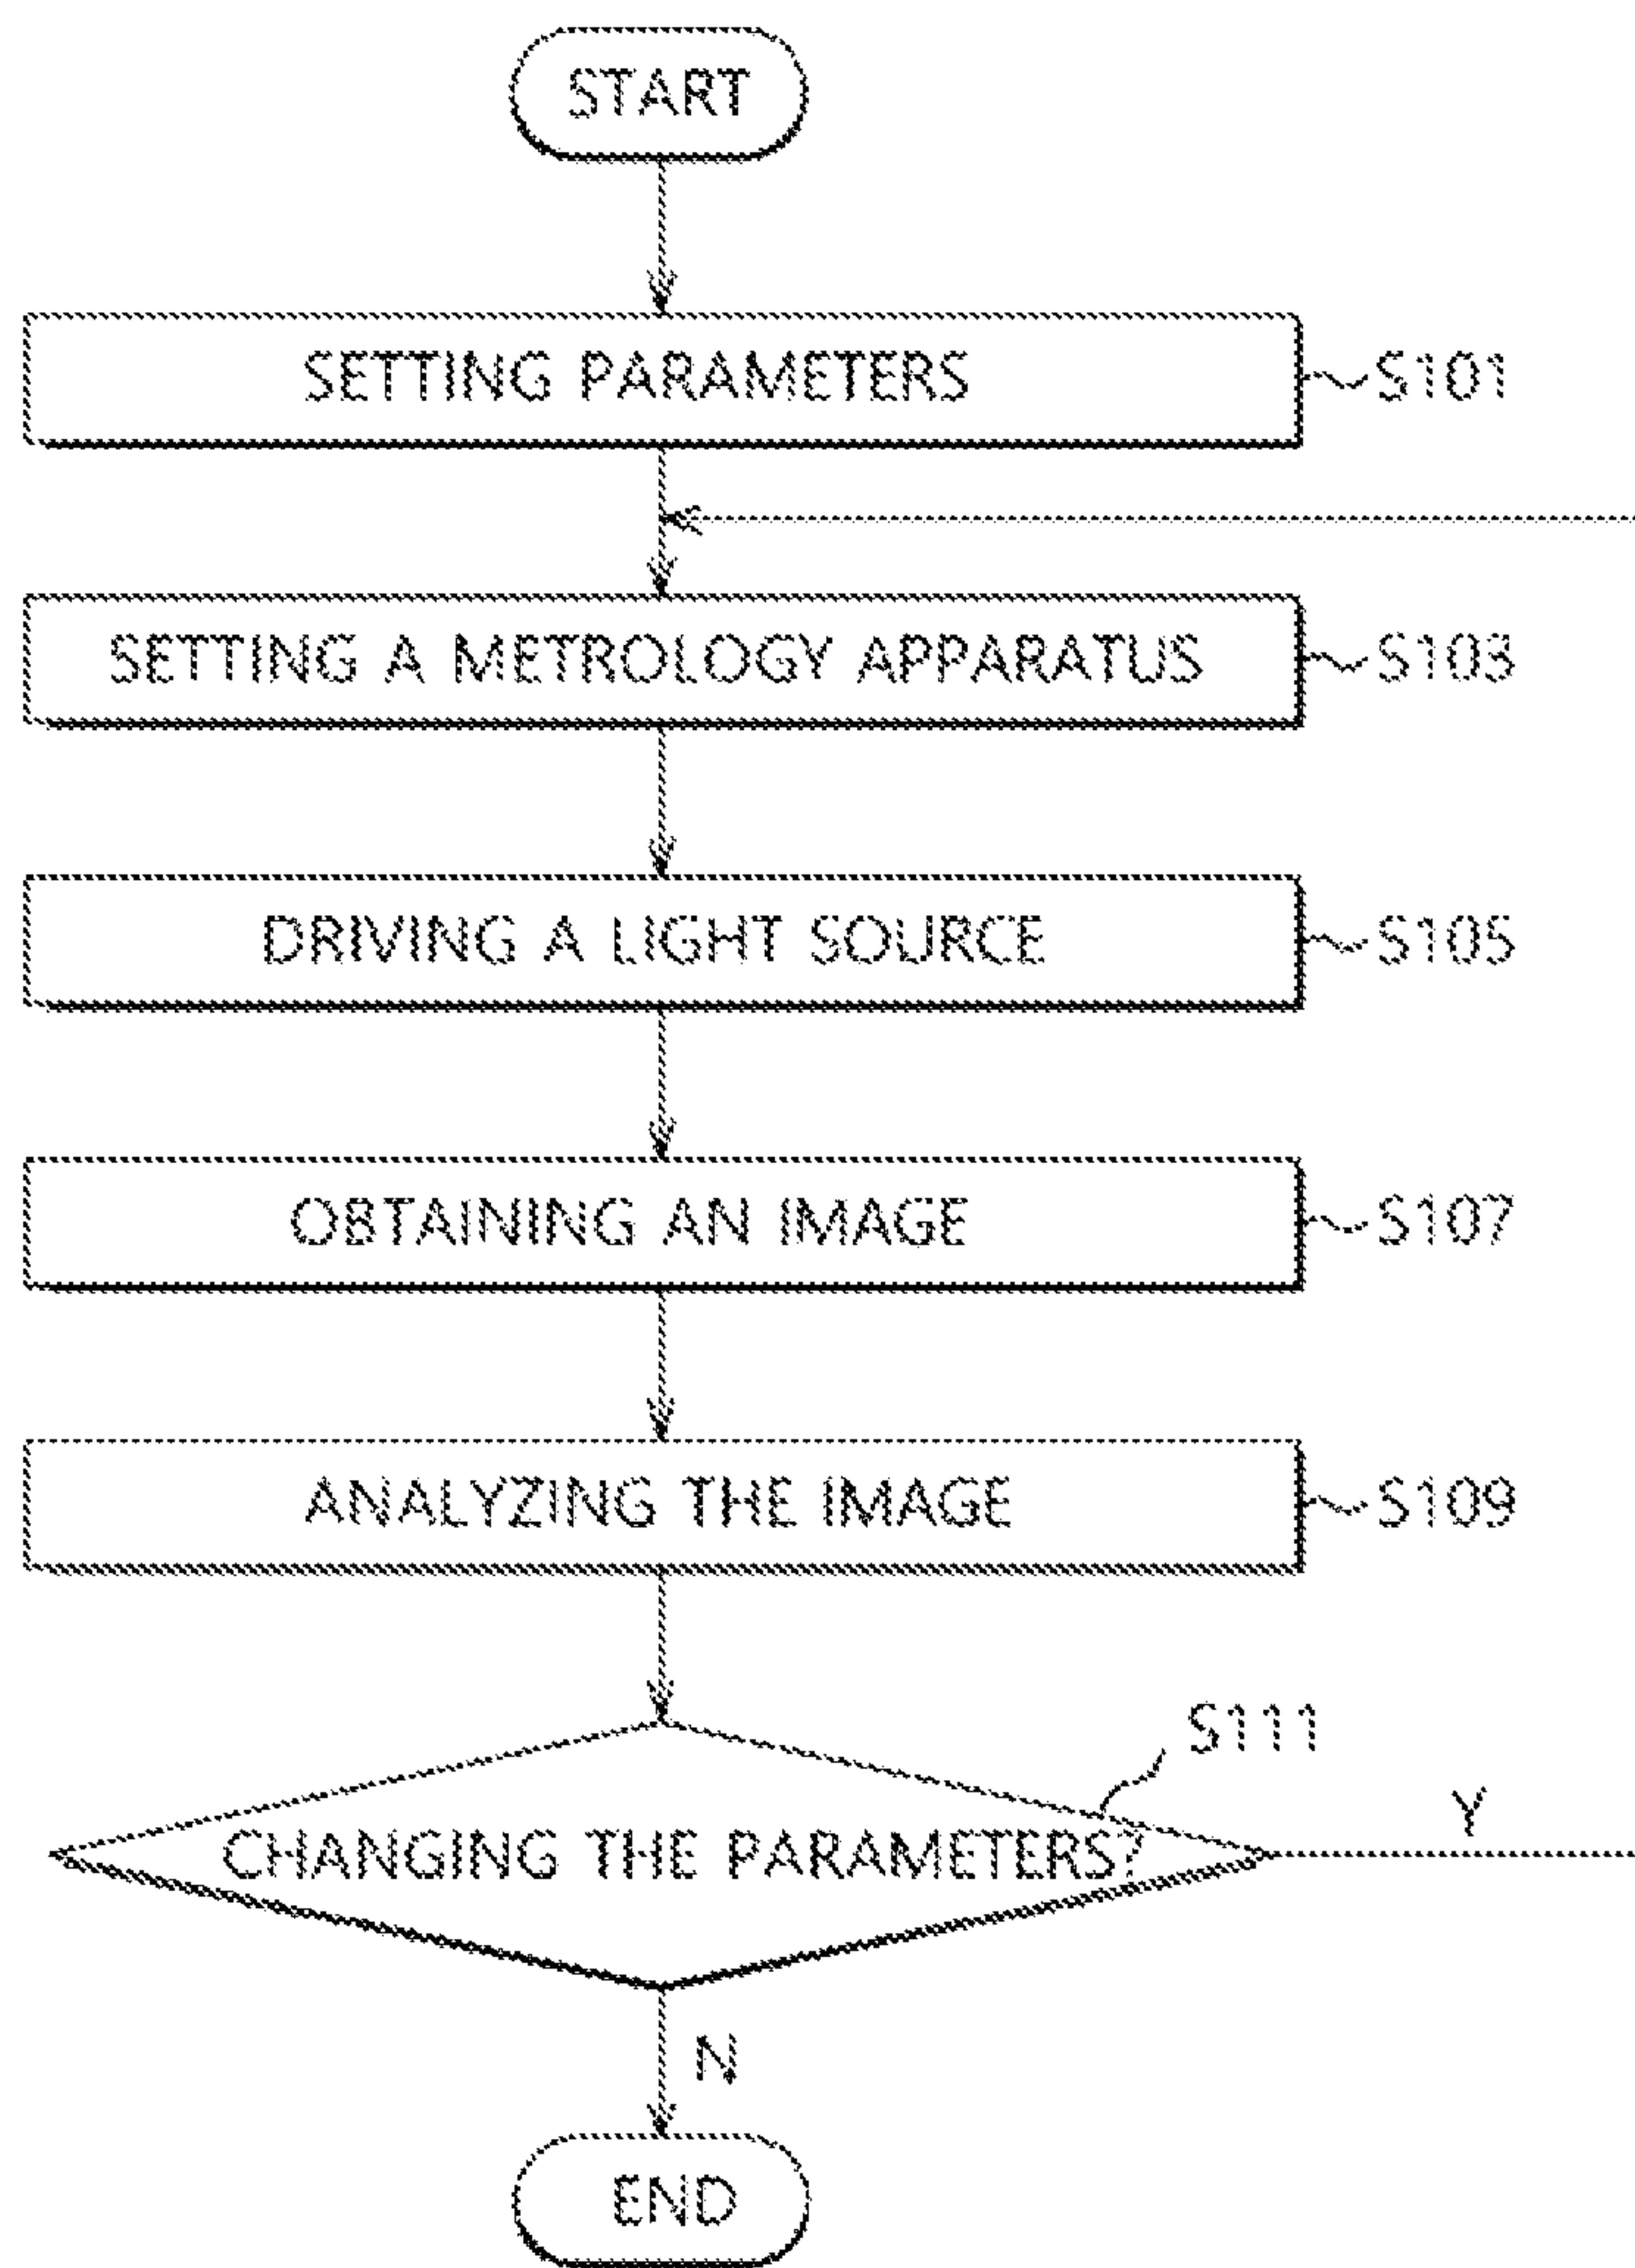 START
SETTING PARAMETERS
S101
SETTING A METROLOGY APPARATUS
S103
DRIVING A LIGHT SOURCE
S105
OBTAINING AN IMAGE
S107
ANALYZING THE IMAGE
S109
S111
CHANGING THE PARAMETERS?
Y
N
END